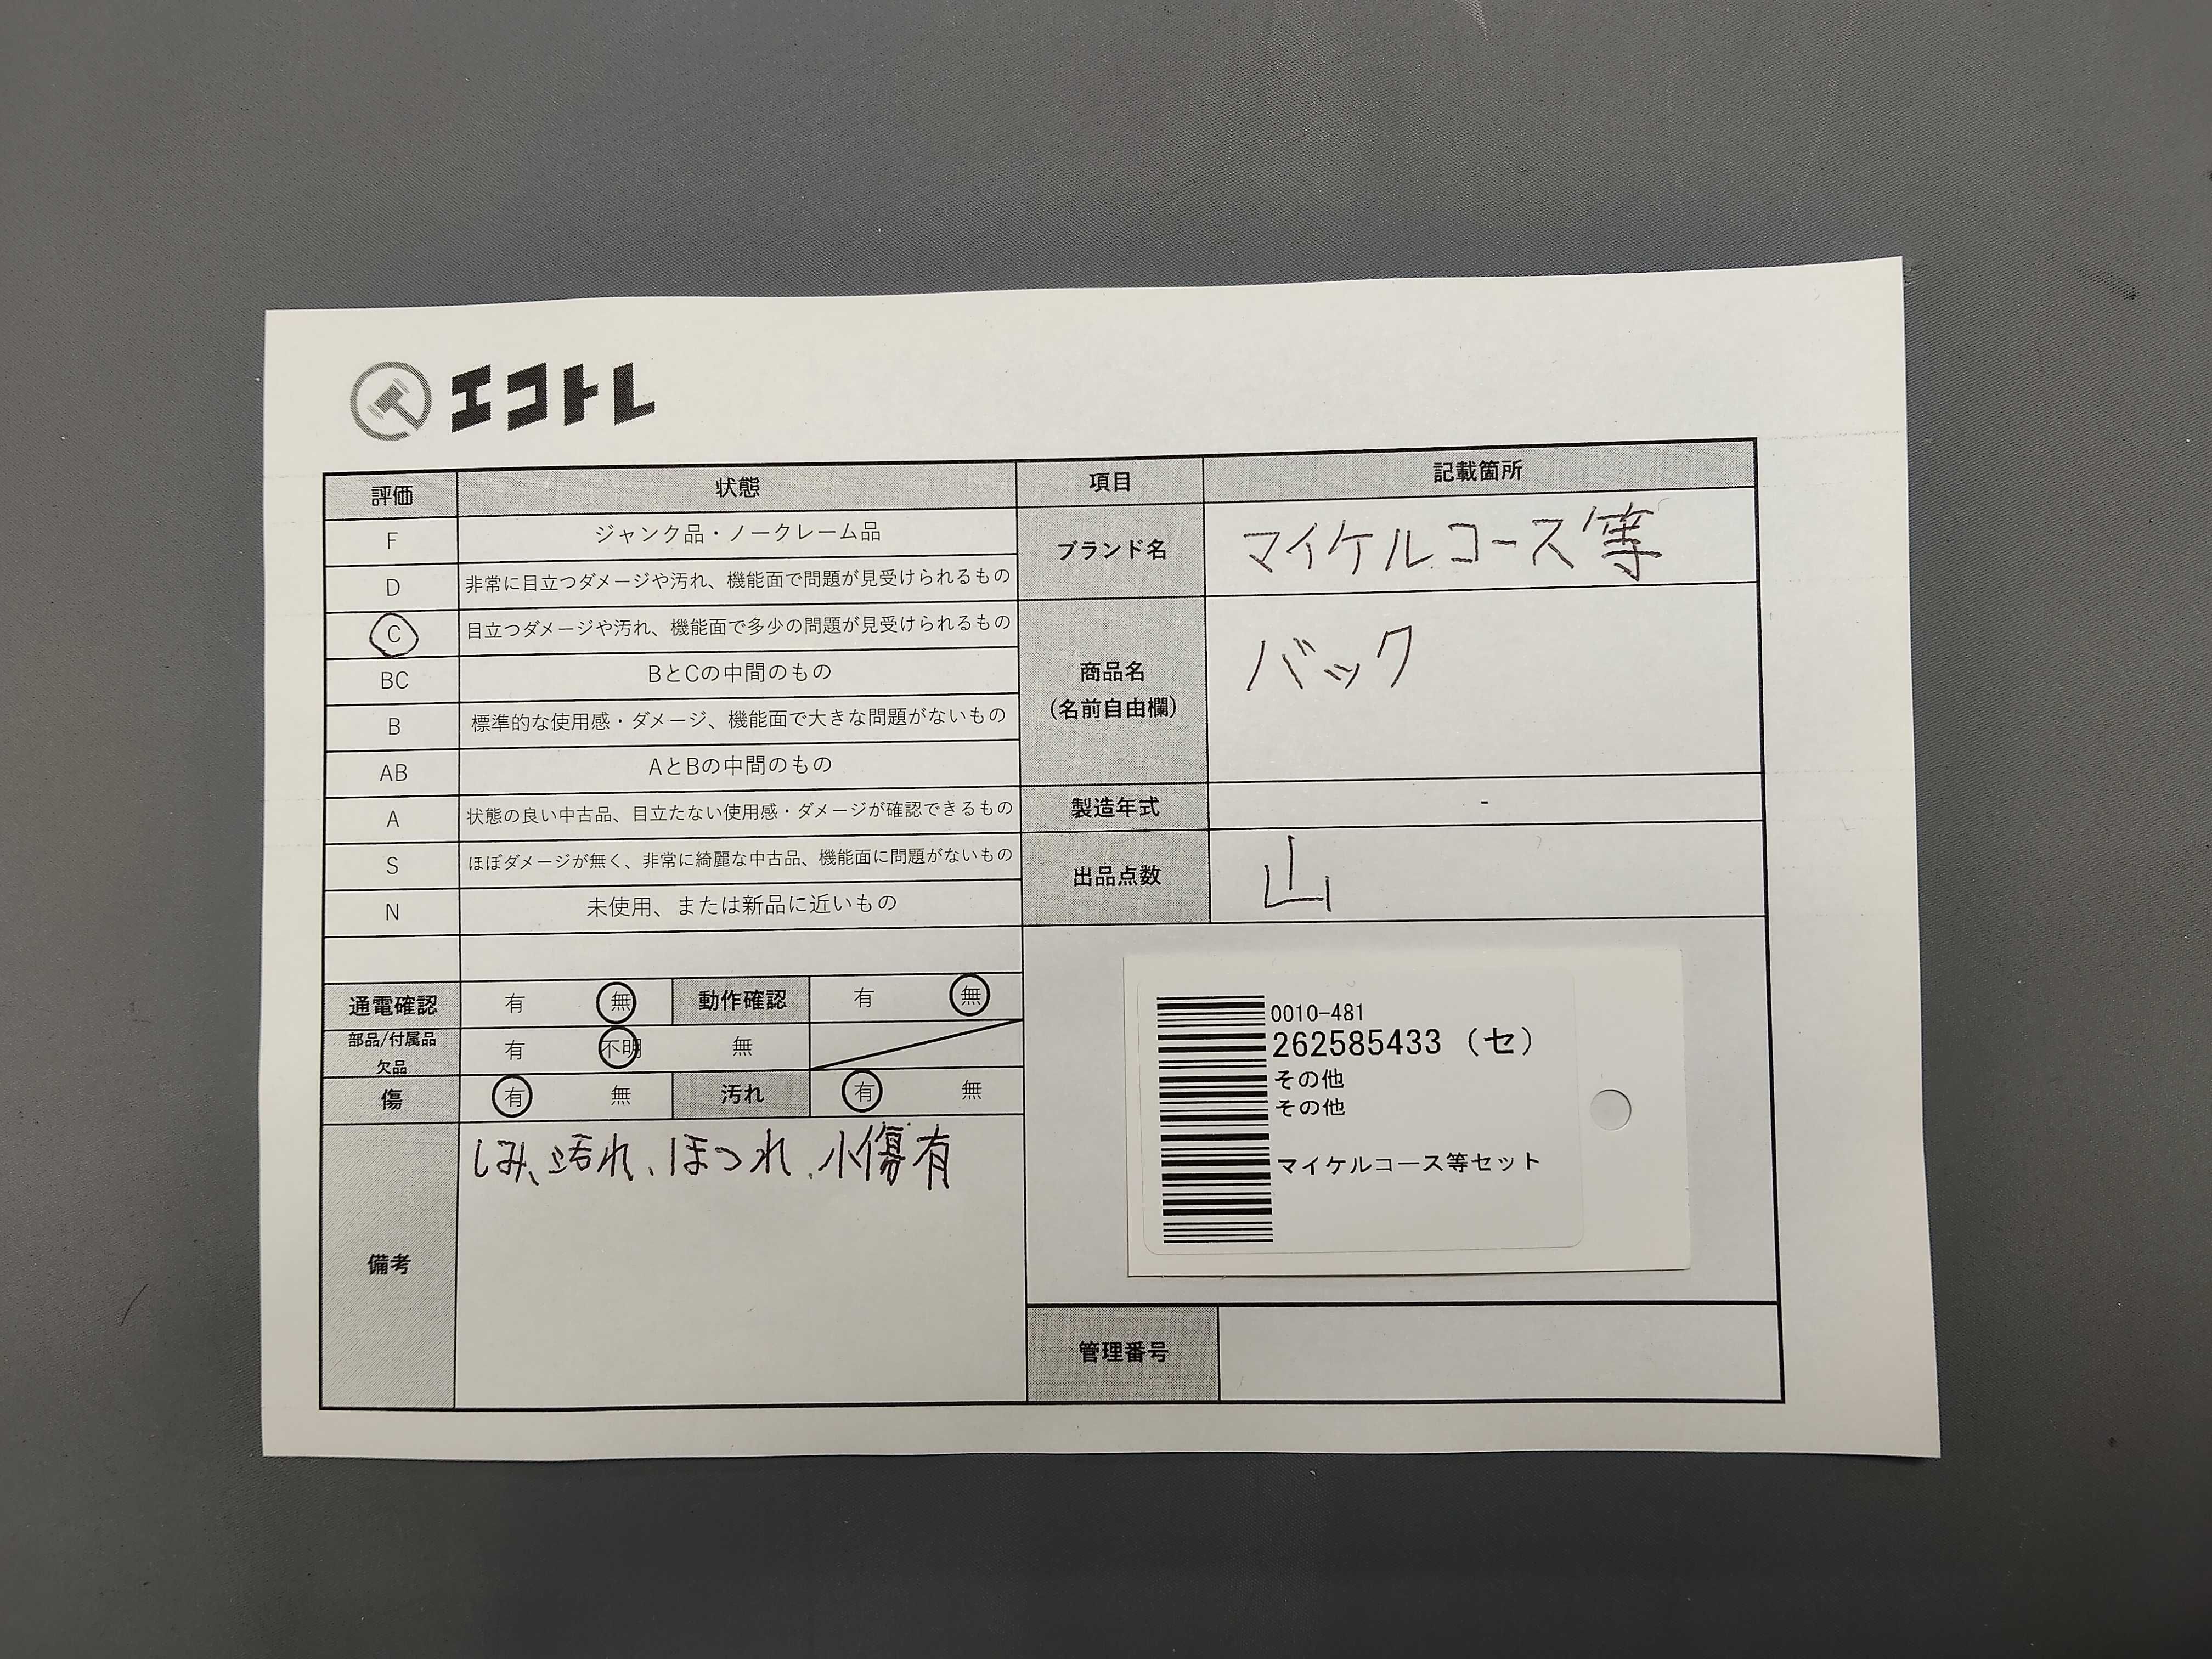 エコトレ
評価 状態
F ジャンク品・ノークレーム品
D 非常に目立つダメージや汚れ、機能面で問題が見受けられるもの
C 目立つダメージや汚れ、機能面で多少の問題が見受けられるもの
BC BとCの中間のもの
B 標準的な使用感・ダメージ、機能面で大きな問題がないもの
AB AとBの中間のもの
A 状態の良い中古品、目立たない使用感・ダメージが確認できるもの
S ほぼダメージが無く、非常に綺麗な中古品、機能面に問題がないもの
N 未使用、または新品に近いもの
通電確認 有 無 動作確認 有 無
部品/付属品
欠品 有 不明 無
傷 有 無 汚れ 有 無
備考 しみ、汚れ、ほつれ、小傷有
項目 記載箇所
ブランド名 マイケルコース等
商品名
(名前自由欄) バック
製造年式 -
出品点数 山
0010-481
262585433 (セ)
その他
その他
マイケルコース等セット
管理番号